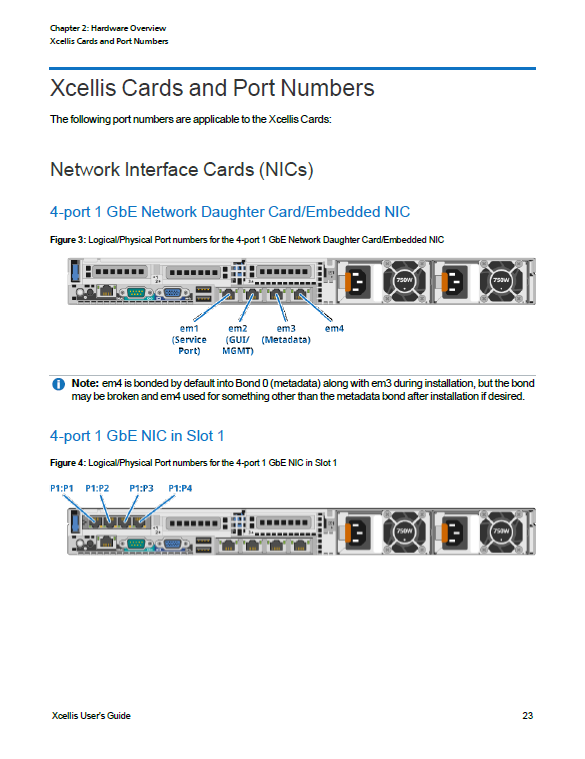 Chapter 2: Hardware Overview
Xcellis Cards and Port Numbers
Xcellis Cards and Port Numbers
The following port numbers are applicable to the Xcellis Cards:
Network Interface Cards (NICs)
4-port 1 GbE Network Daughter Card/Embedded NIC
Figure 3: Logical/Physical Port numbers for the 4-port 1 GbE Network Daughter Card/Embedded NIC
750W
750W
em1 (Service Port)
em2 (GUI/ MGMT)
em3 (Metadata)
em4
Note: em4 is bonded by default into Bond 0 (metadata) along with em3 during installation, but the bond
may be broken and em4 used for something other than the metadata bond after installation if desired.
4-port 1 GbE NIC in Slot 1
Figure 4: Logical/Physical Port numbers for the 4-port 1 GbE NIC in Slot 1
P1:P1 P1:P2 P1:P3 P1:P4
750W
750W
Xcellis User's Guide
23